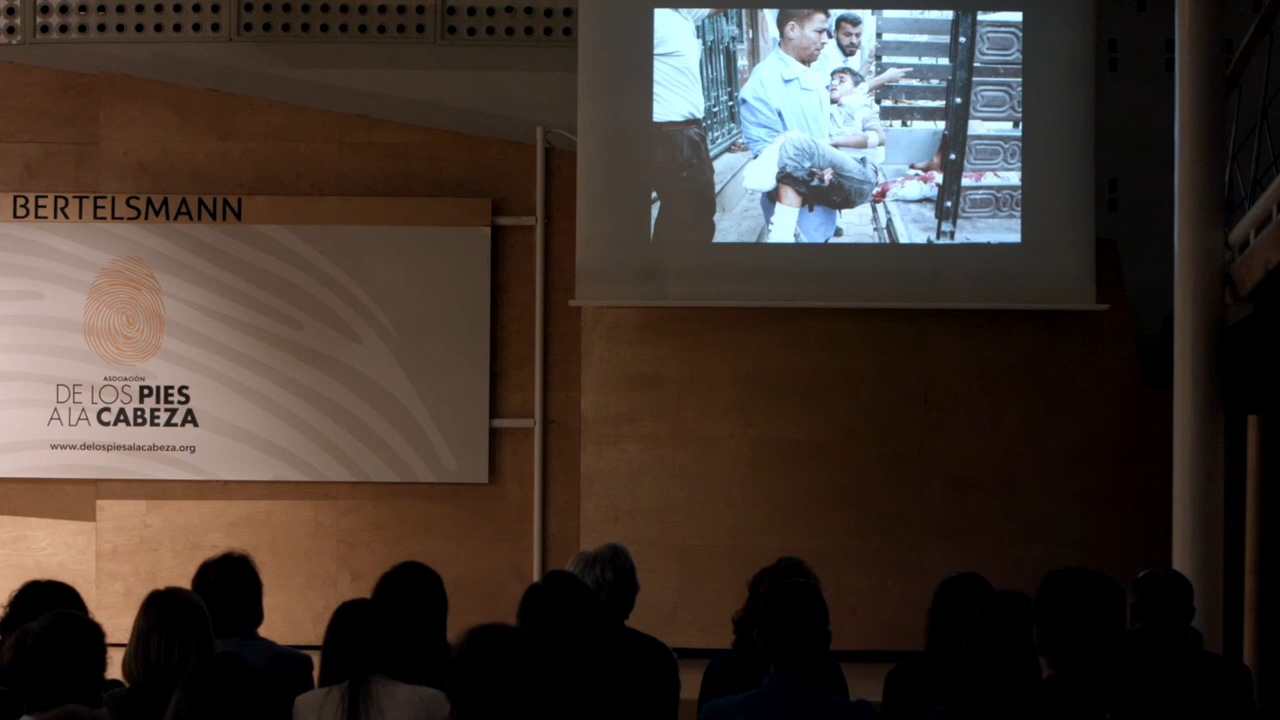 BERTELSMANN
ASOCIACIÓN
DE LOS PIES
A LA CABEZA
www.delospiesalacabeza.org